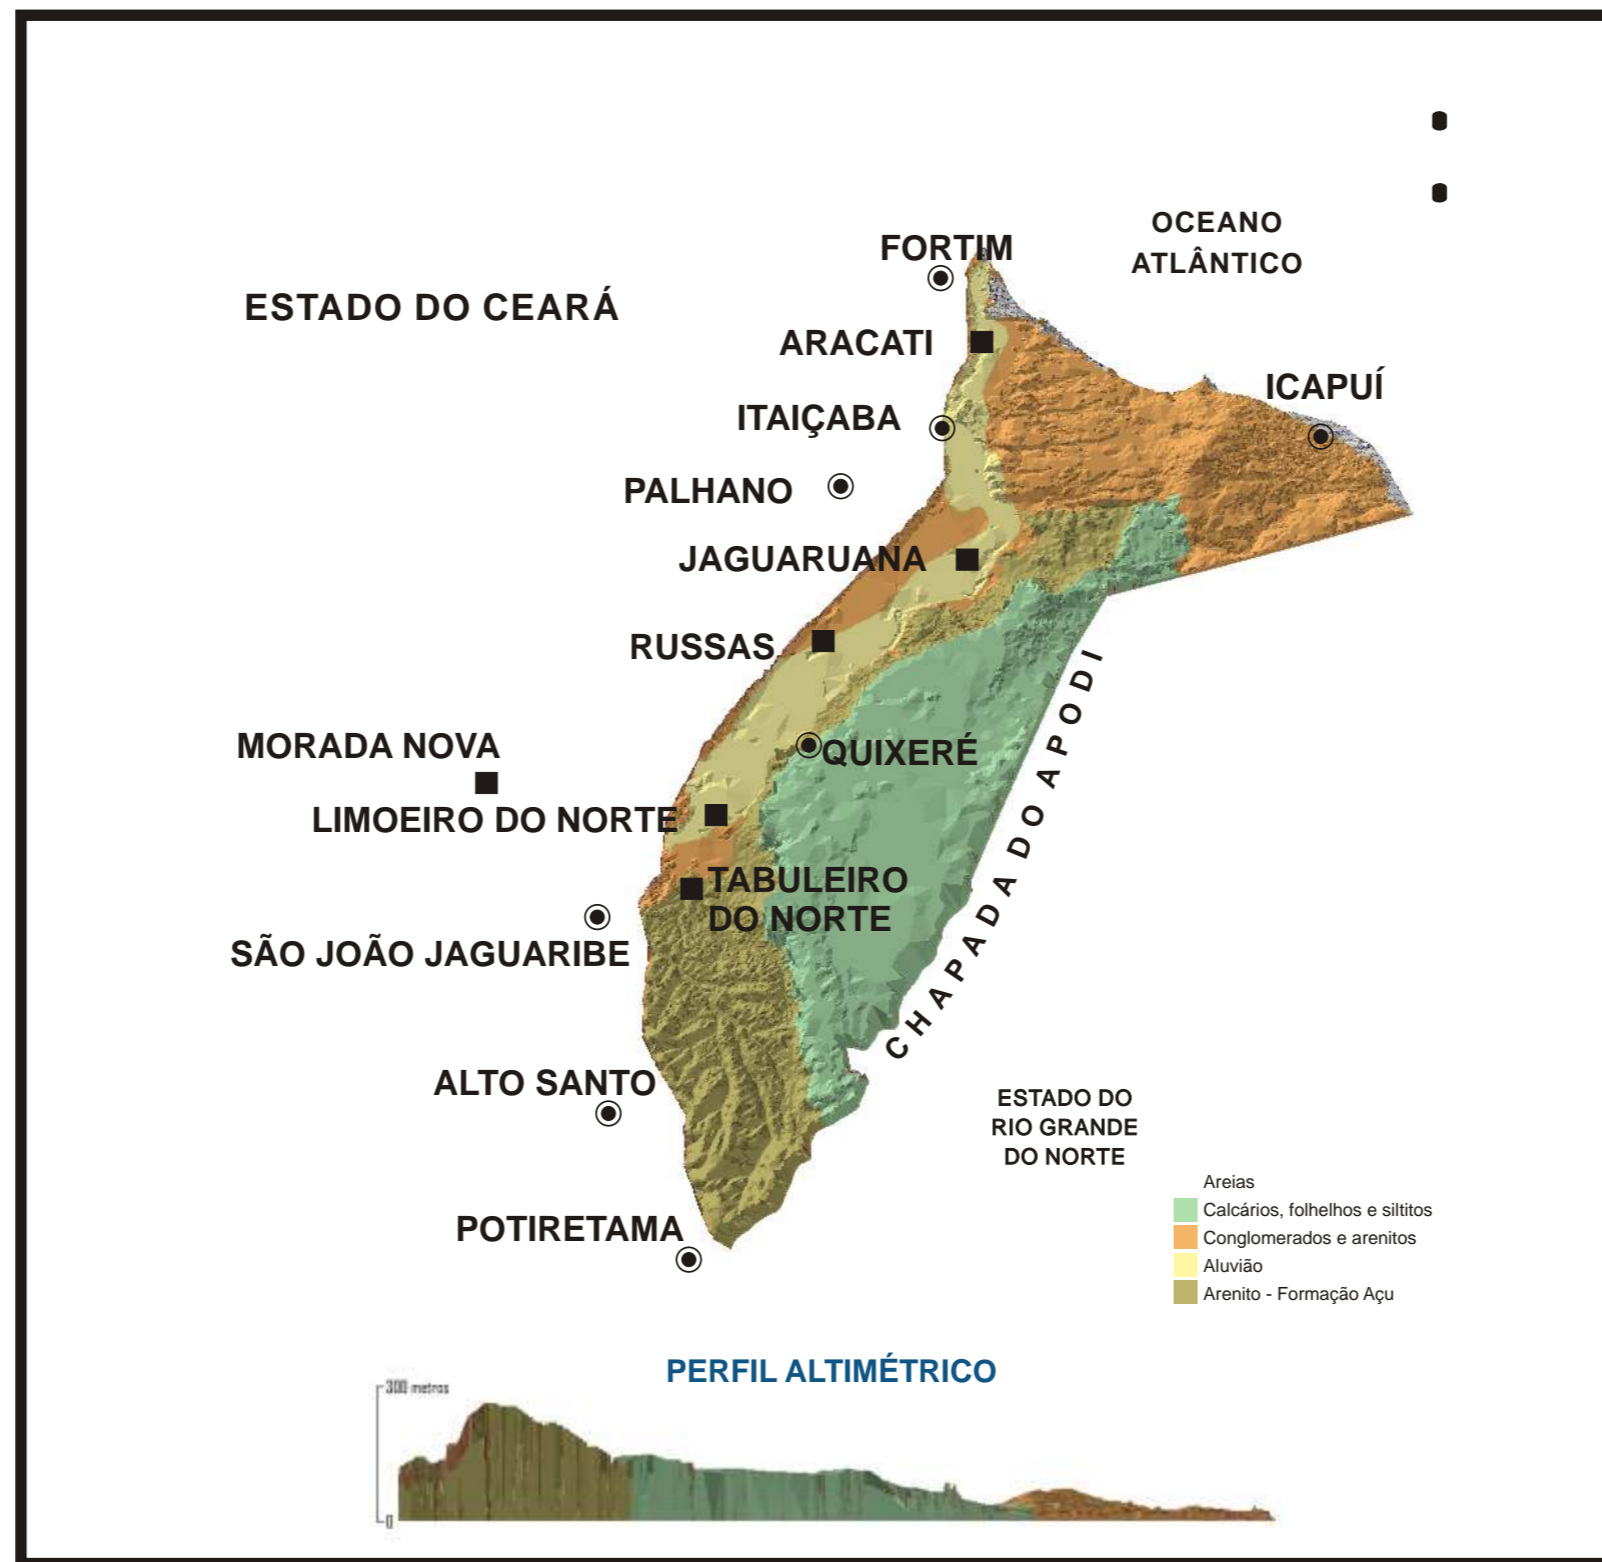 OCEANO
ATLÂNTICO
FORTIM
ESTADO DO CEARÁ
ARACATI
ICAPUÍ
ITAIÇABA
PALHANO
JAGUARUANA
RUSSAS
CHAPADA DO APODI
MORADA NOVA
QUIXERÉ
LIMOEIRO DO NORTE
TABULEIRO
DO NORTE
SÃO JOÃO JAGUARIBE
ALTO SANTO
ESTADO DO
RIO GRANDE
DO NORTE
Areias
Calcários, folhelhos e siltitos
Conglomerados e arenitos
Aluvião
Arenito - Formação Açu
POTIRETAMA
PERFIL ALTIMÉTRICO
300 metros
0